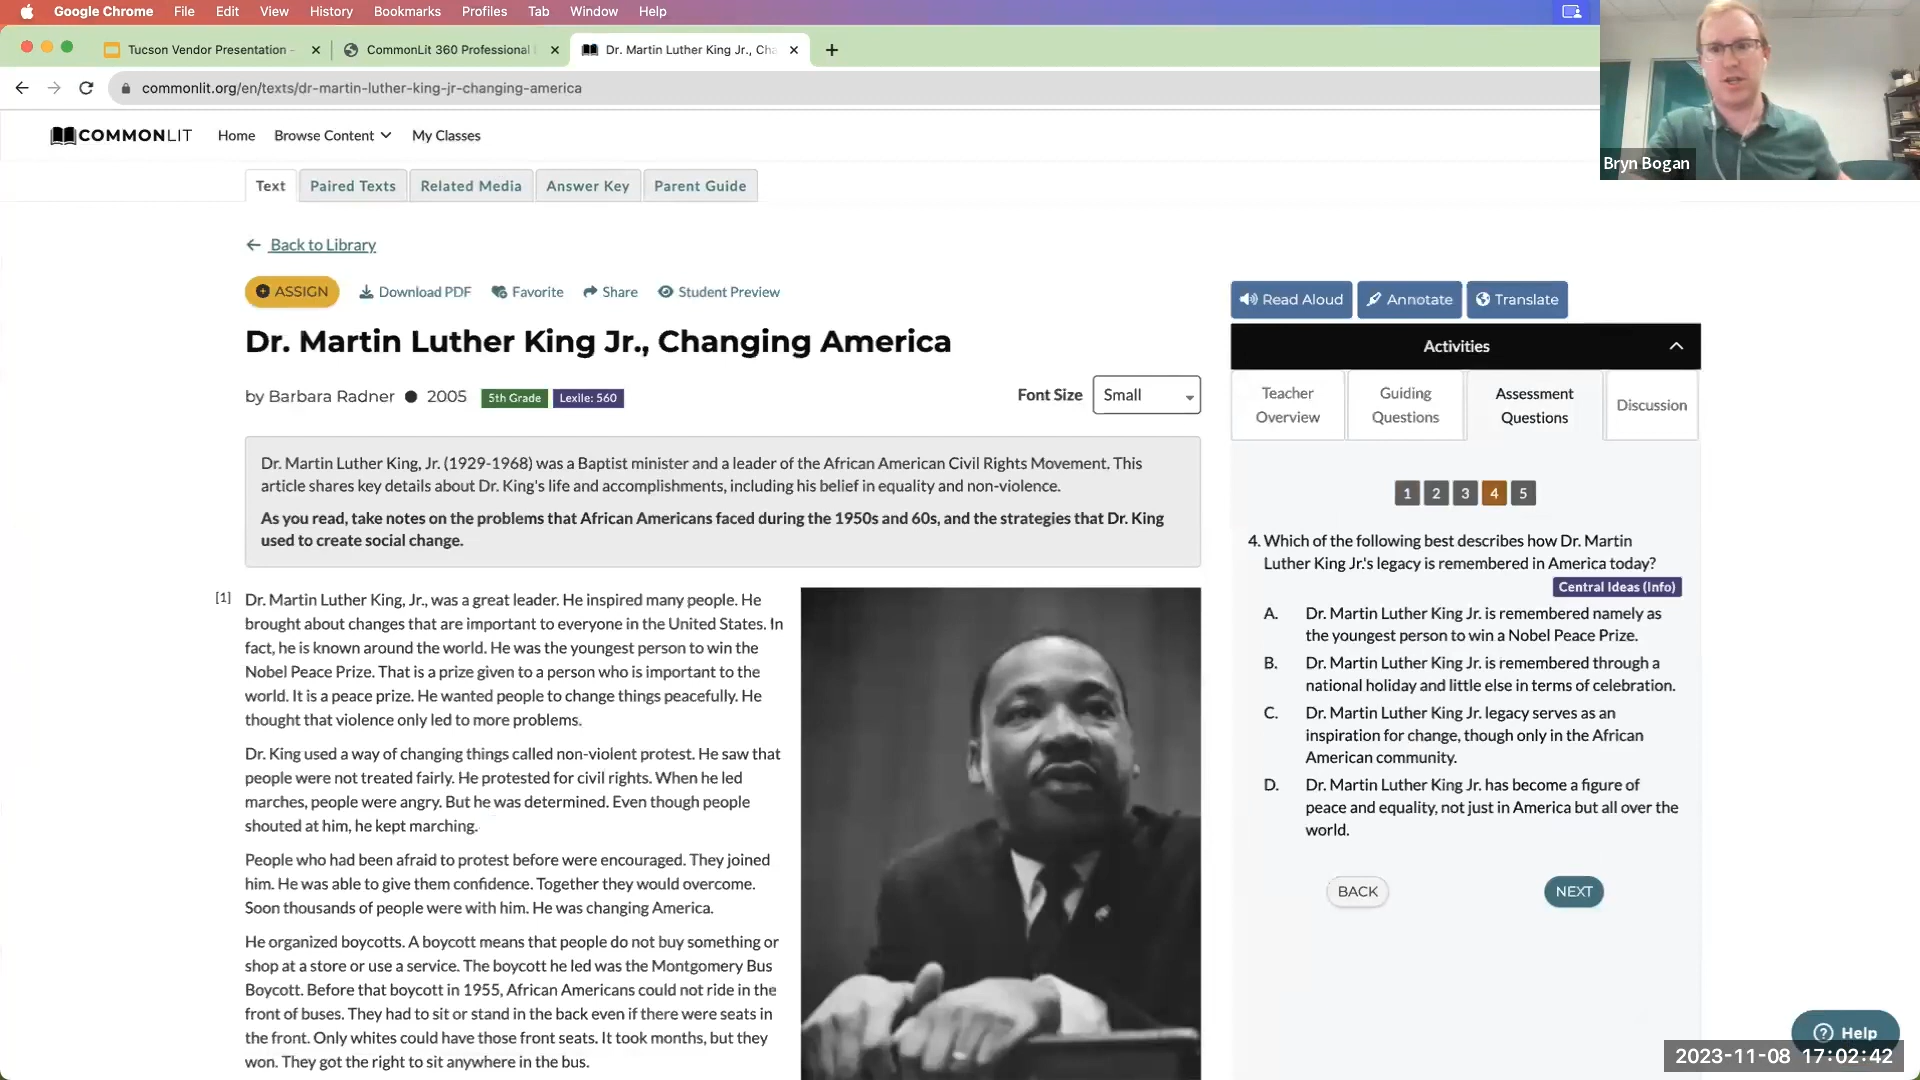 Google Chrome File Edit View History Bookmarks Profiles Tab Window Help
Tucson Vendor Presentation - CommonLit 360 Professional Dr. Martin Luther King Jr., Cha
commonlit.org/en/texts/dr-martin-luther-king-jr-changing-america
COMMONLIT Home Browse Content My Classes
Bryn Bogan
Text Paired Texts Related Media Answer Key Parent Guide
Back to Library
ASSIGN Download PDF Favorite Share Student Preview
Dr. Martin Luther King Jr., Changing America
by Barbara Radner ● 2005 5th Grade Lexile: 560
Font Size Small
Dr. Martin Luther King, Jr. (1929-1968) was a Baptist minister and a leader of the African American Civil Rights Movement. This
article shares key details about Dr. King's life and accomplishments, including his belief in equality and non-violence.
As you read, take notes on the problems that African Americans faced during the 1950s and 60s, and the strategies that Dr. King
used to create social change.
[1] Dr. Martin Luther King, Jr., was a great leader. He inspired many people. He
brought about changes that are important to everyone in the United States. In
fact, he is known around the world. He was the youngest person to win the
Nobel Peace Prize. That is a prize given to a person who is important to the
world. It is a peace prize. He wanted people to change things peacefully. He
thought that violence only led to more problems.
Dr. King used a way of changing things called non-violent protest. He saw that
people were not treated fairly. He protested for civil rights. When he led
marches, people were angry. But he was determined. Even though people
shouted at him, he kept marching.
People who had been afraid to protest before were encouraged. They joined
him. He was able to give them confidence. Together they would overcome.
Soon thousands of people were with him. He was changing America.
He organized boycotts. A boycott means that people do not buy something or
shop at a store or use a service. The boycott he led was the Montgomery Bus
Boycott. Before that boycott in 1955, African Americans could not ride in the
front of buses. They had to sit or stand in the back even if there were seats in
the front. Only whites could have those front seats. It took months, but they
won. They got the right to sit anywhere in the bus.
Read Aloud Annotate Translate
Activities
Teacher Overview Guiding Questions Assessment Questions Discussion
1 2 3 4 5
4. Which of the following best describes how Dr. Martin
Luther King Jr.'s legacy is remembered in America today?
Central Ideas (Info)
A. Dr. Martin Luther King Jr. is remembered namely as
the youngest person to win a Nobel Peace Prize.
B. Dr. Martin Luther King Jr. is remembered through a
national holiday and little else in terms of celebration.
C. Dr. Martin Luther King Jr. legacy serves as an
inspiration for change, though only in the African
American community.
D. Dr. Martin Luther King Jr. has become a figure of
peace and equality, not just in America but all over the
world.
BACK NEXT
Help
2023-11-08 17:02:42